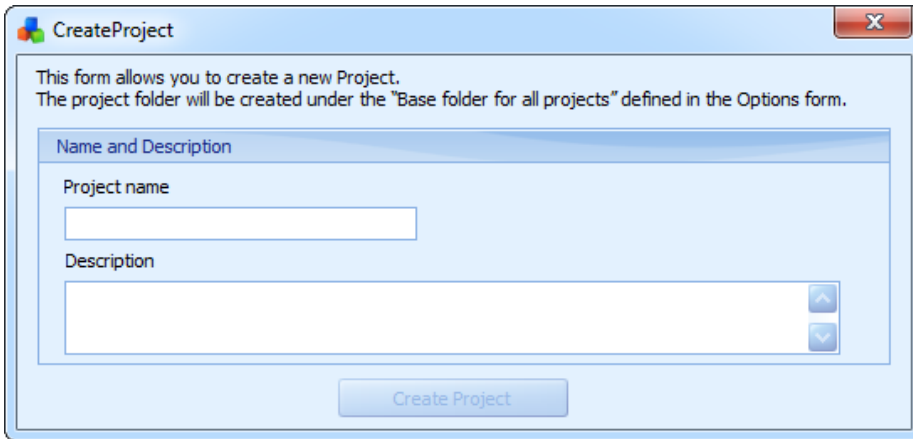 CreateProject
This form allows you to create a new Project.
The project folder will be created under the "Base folder for all projects" defined in the Options form.
Name and Description
Project name
Description
Create Project